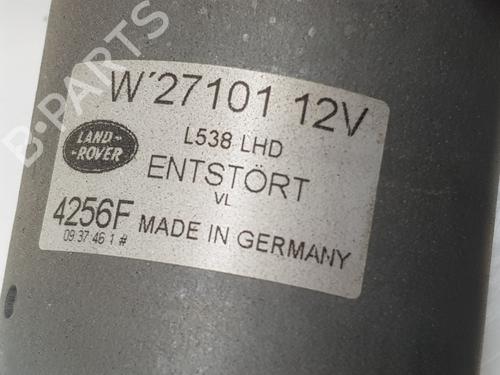 W´27101 12V
LAND-
-ROVER
L538 LHD
ENTSTÖRT
VL
4256F
09 37 46 1 #
MADE IN GERMANY
B-PARTS